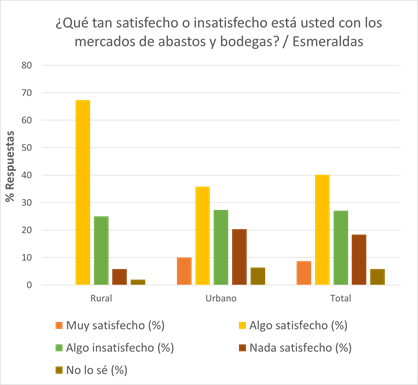 ¿Qué tan satisfecho o insatisfecho está usted con los
mercados de abastos y bodegas? / Esmeraldas
80
70
60
50
40
30
20
10
0
% Respuestas
Rural
Urbano
Total
Muy satisfecho (%)
Algo satisfecho (%)
Algo insatisfecho (%)
Nada satisfecho (%)
No lo sé (%)